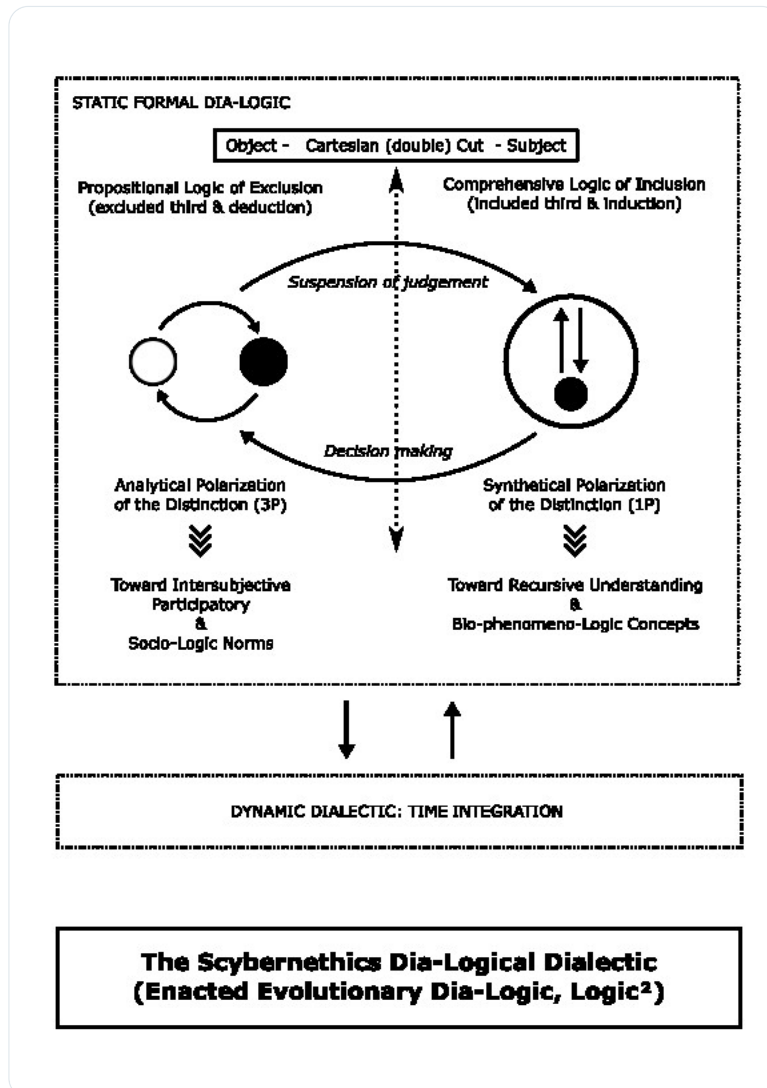 STATIC FORMAL DIA-LOGIC
Object - Cartesian (double) Cut - Subject
Propositional Logic of Exclusion
(excluded third & deduction)
Comprehensive Logic of Inclusion
(included third & induction)
Suspension of judgement
Decision making
Analytical Polarization
of the Distinction (3P)
Synthetical Polarization
of the Distinction (1P)
Toward Intersubjective
Participatory
&
Socio-Logic Norms
Toward Recursive Understanding
&
Bio-phenomeno-Logic Concepts
DYNAMIC DIALECTIC: TIME INTEGRATION
The Scybernethics Dia-Logical Dialectic
(Enacted Evolutionary Dia-Logic, Logic²)